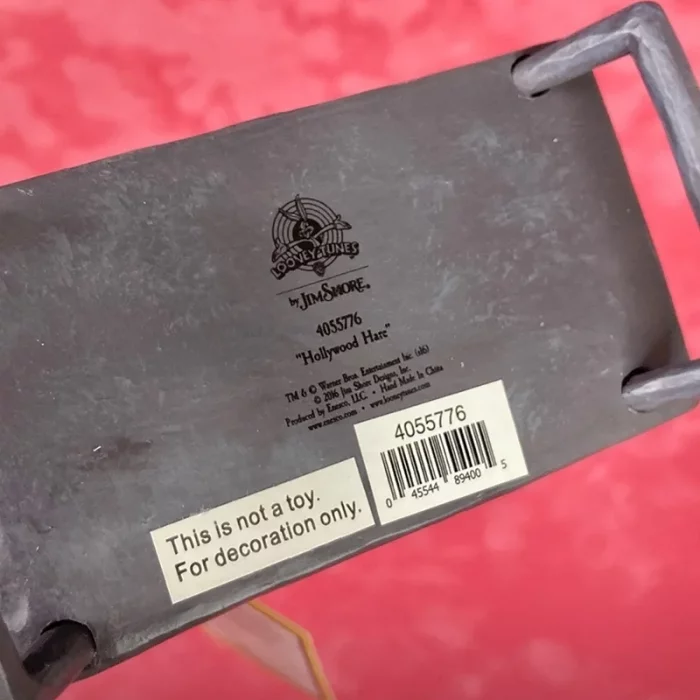 LOONEY TUNES
by JIM SHORE®
4055776
"Hollywood Hare"
TM & © Warner Bros. Entertainment Inc. (s16)
© 2016 Jim Shore Designs, Inc.
Produced by Enesco, LLC. • Hand Made In China
www.enesco.com • www.looneytunes.com
4055776
0 45544 89400 5
This is not a toy.
For decoration only.